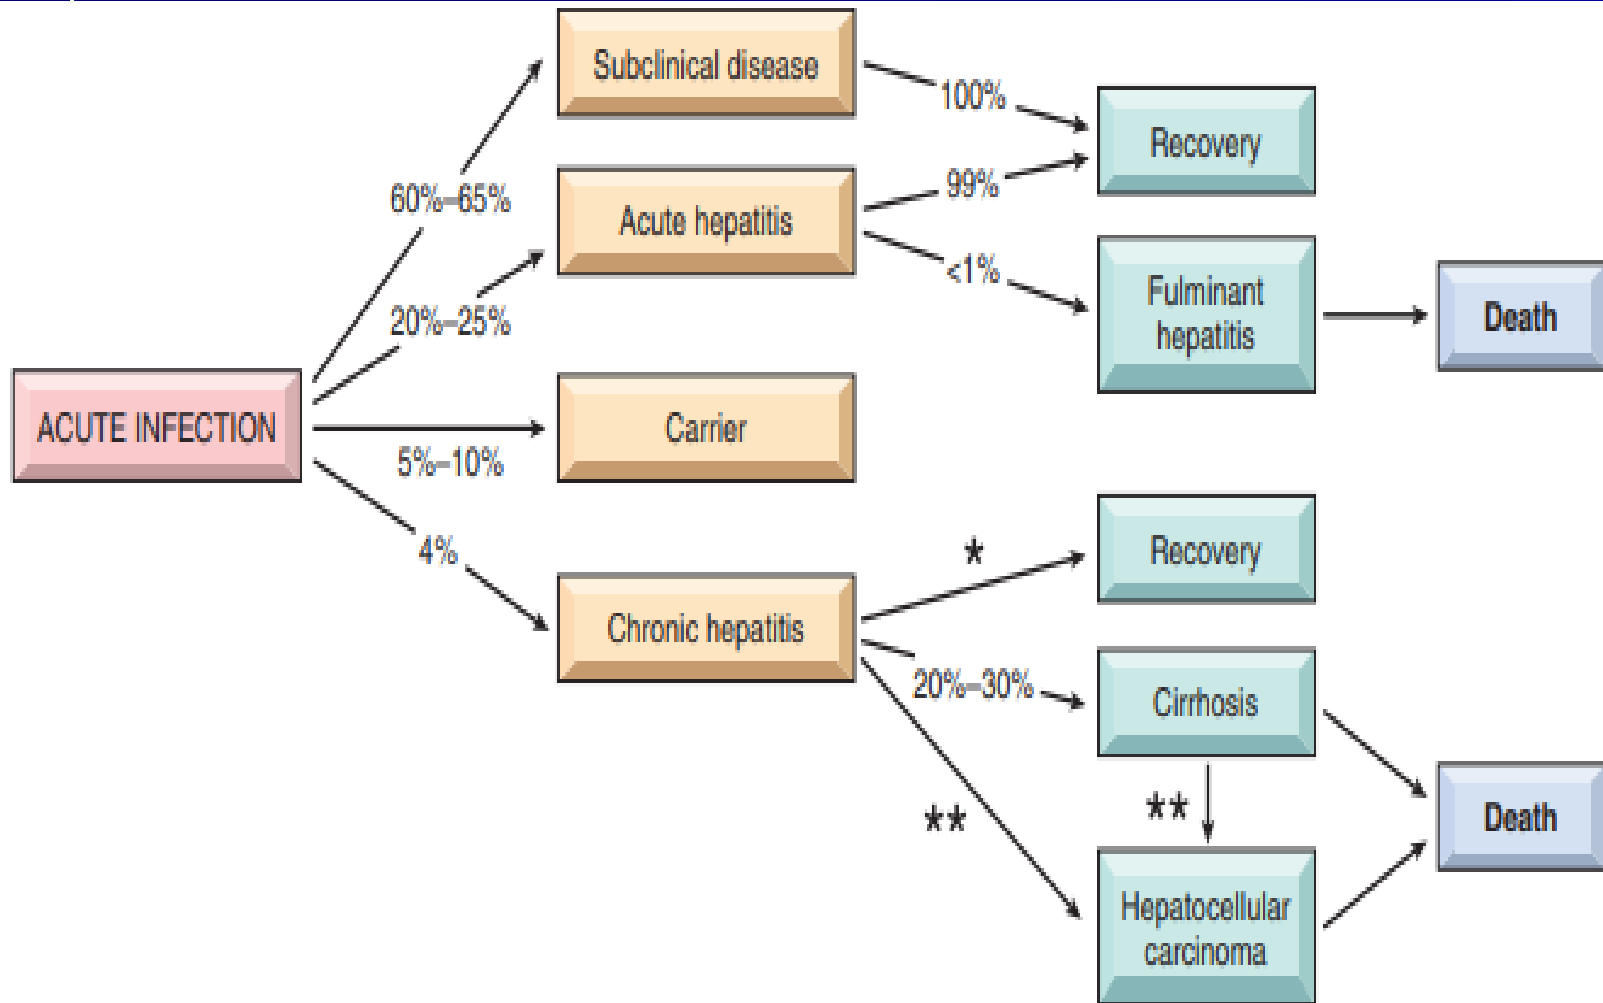 Subclinical disease
100%
Recovery
60%–65%
Acute hepatitis
99%
<1%
Fulminant
hepatitis
Death
20%–25%
ACUTE INFECTION
Carrier
5%–10%
4%
Chronic hepatitis
*
Recovery
20%–30%
Cirrhosis
**
**
Death
Hepatocellular
carcinoma